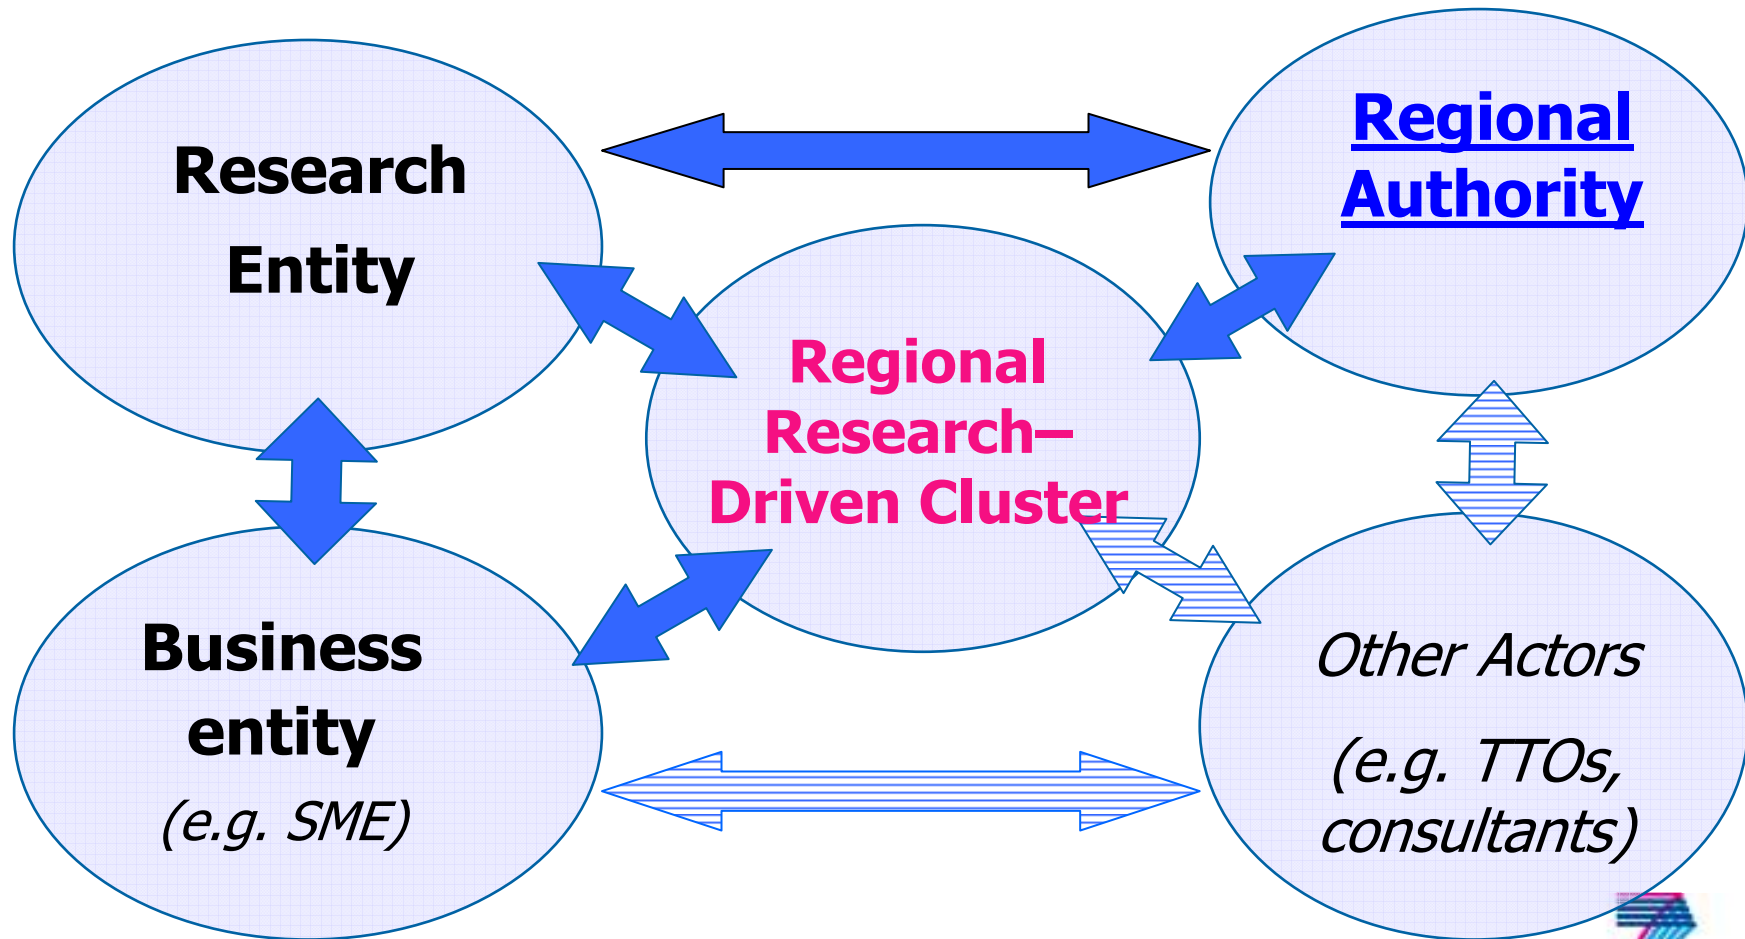 Research
Entity
Regional
Authority
Regional
Research–
Driven Cluster
Business
entity
(e.g. SME)
Other Actors
(e.g. TTOs,
consultants)